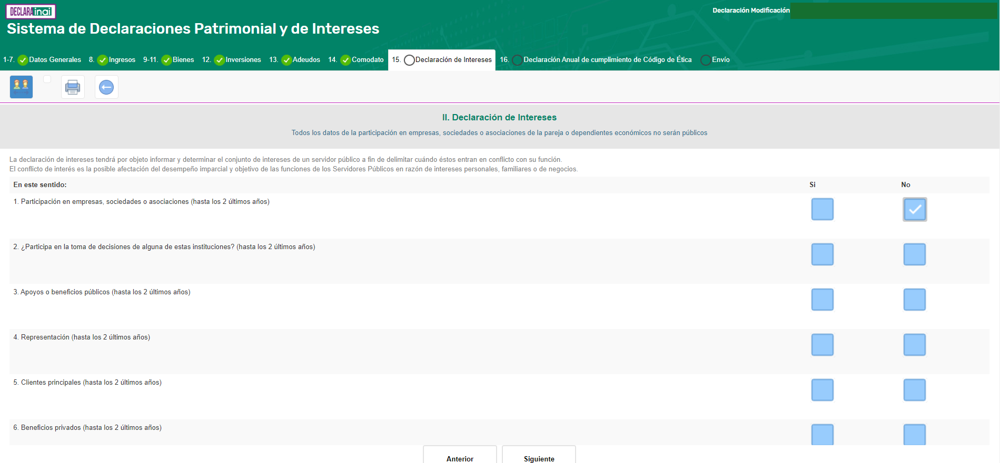 DECLARAinai
Declaración Modificación
Sistema de Declaraciones Patrimonial y de Intereses
1-7. Datos Generales 8. Ingresos 9-11. Bienes 12. Inversiones 13. Adeudos 14. Comodato 15. Declaración de Intereses 16. Declaración Anual de cumplimiento de Código de Ética Envío
II. Declaración de Intereses
Todos los datos de la participación en empresas, sociedades o asociaciones de la pareja o dependientes económicos no serán públicos
La declaración de intereses tendrá por objeto informar y determinar el conjunto de intereses de un servidor público a fin de delimitar cuándo éstos entran en conflicto con su función.
El conflicto de interés es la posible afectación del desempeño imparcial y objetivo de las funciones de los Servidores Públicos en razón de intereses personales, familiares o de negocios.
En este sentido: Si No
1. Participación en empresas, sociedades o asociaciones (hasta los 2 últimos años)
2. ¿Participa en la toma de decisiones de alguna de estas instituciones? (hasta los 2 últimos años)
3. Apoyos o beneficios públicos (hasta los 2 últimos años)
4. Representación (hasta los 2 últimos años)
5. Clientes principales (hasta los 2 últimos años)
6. Beneficios privados (hasta los 2 últimos años)
Anterior Siguiente